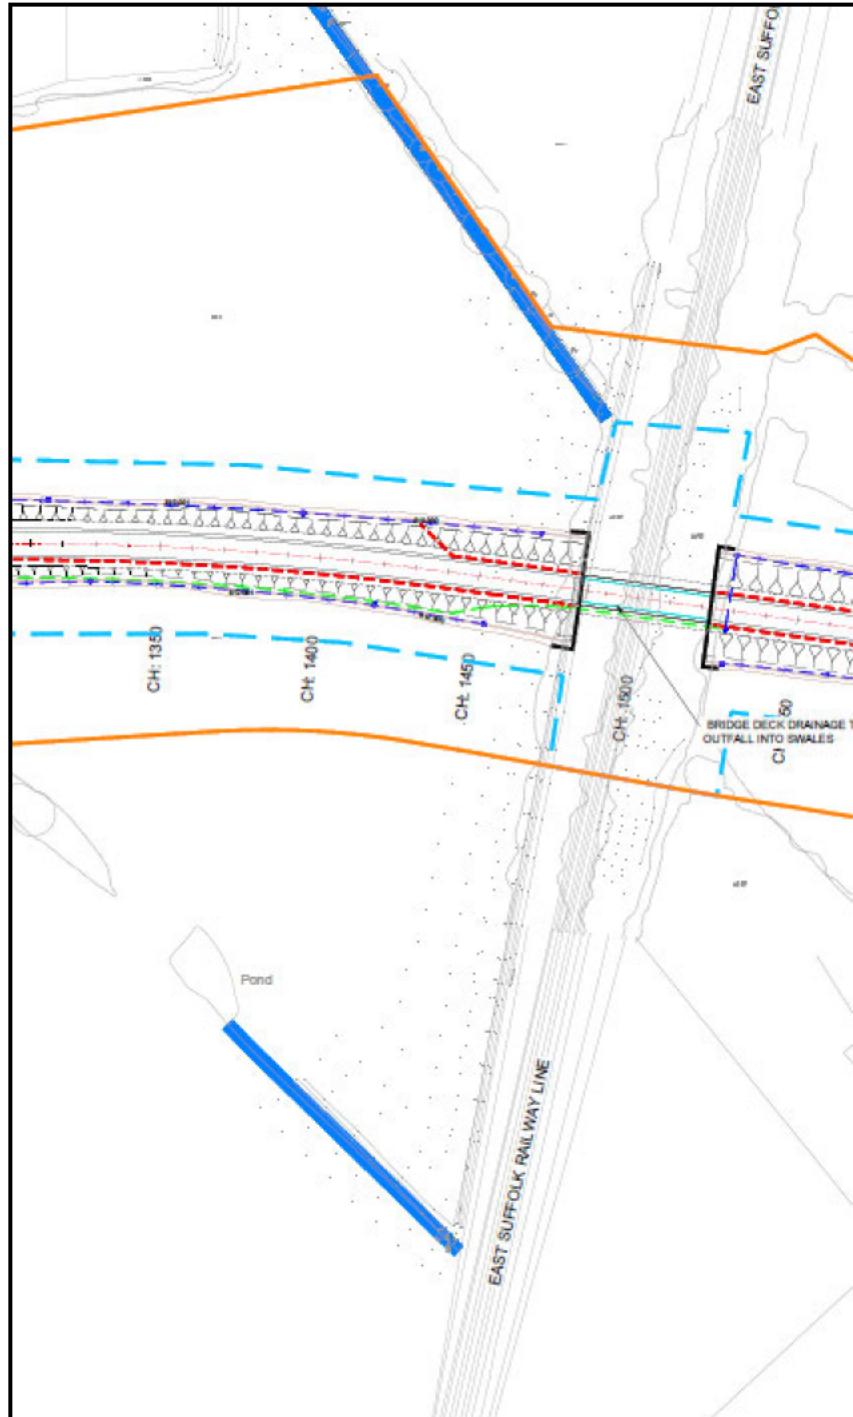 EAST SUFFO
CH: 1350
CH: 1400
CH: 1450
CH: 1500
50
BRIDGE DECK DRAINAGE T
OUTFALL INTO SWALES
Pond
EAST SUFFOLK RAILWAY LINE